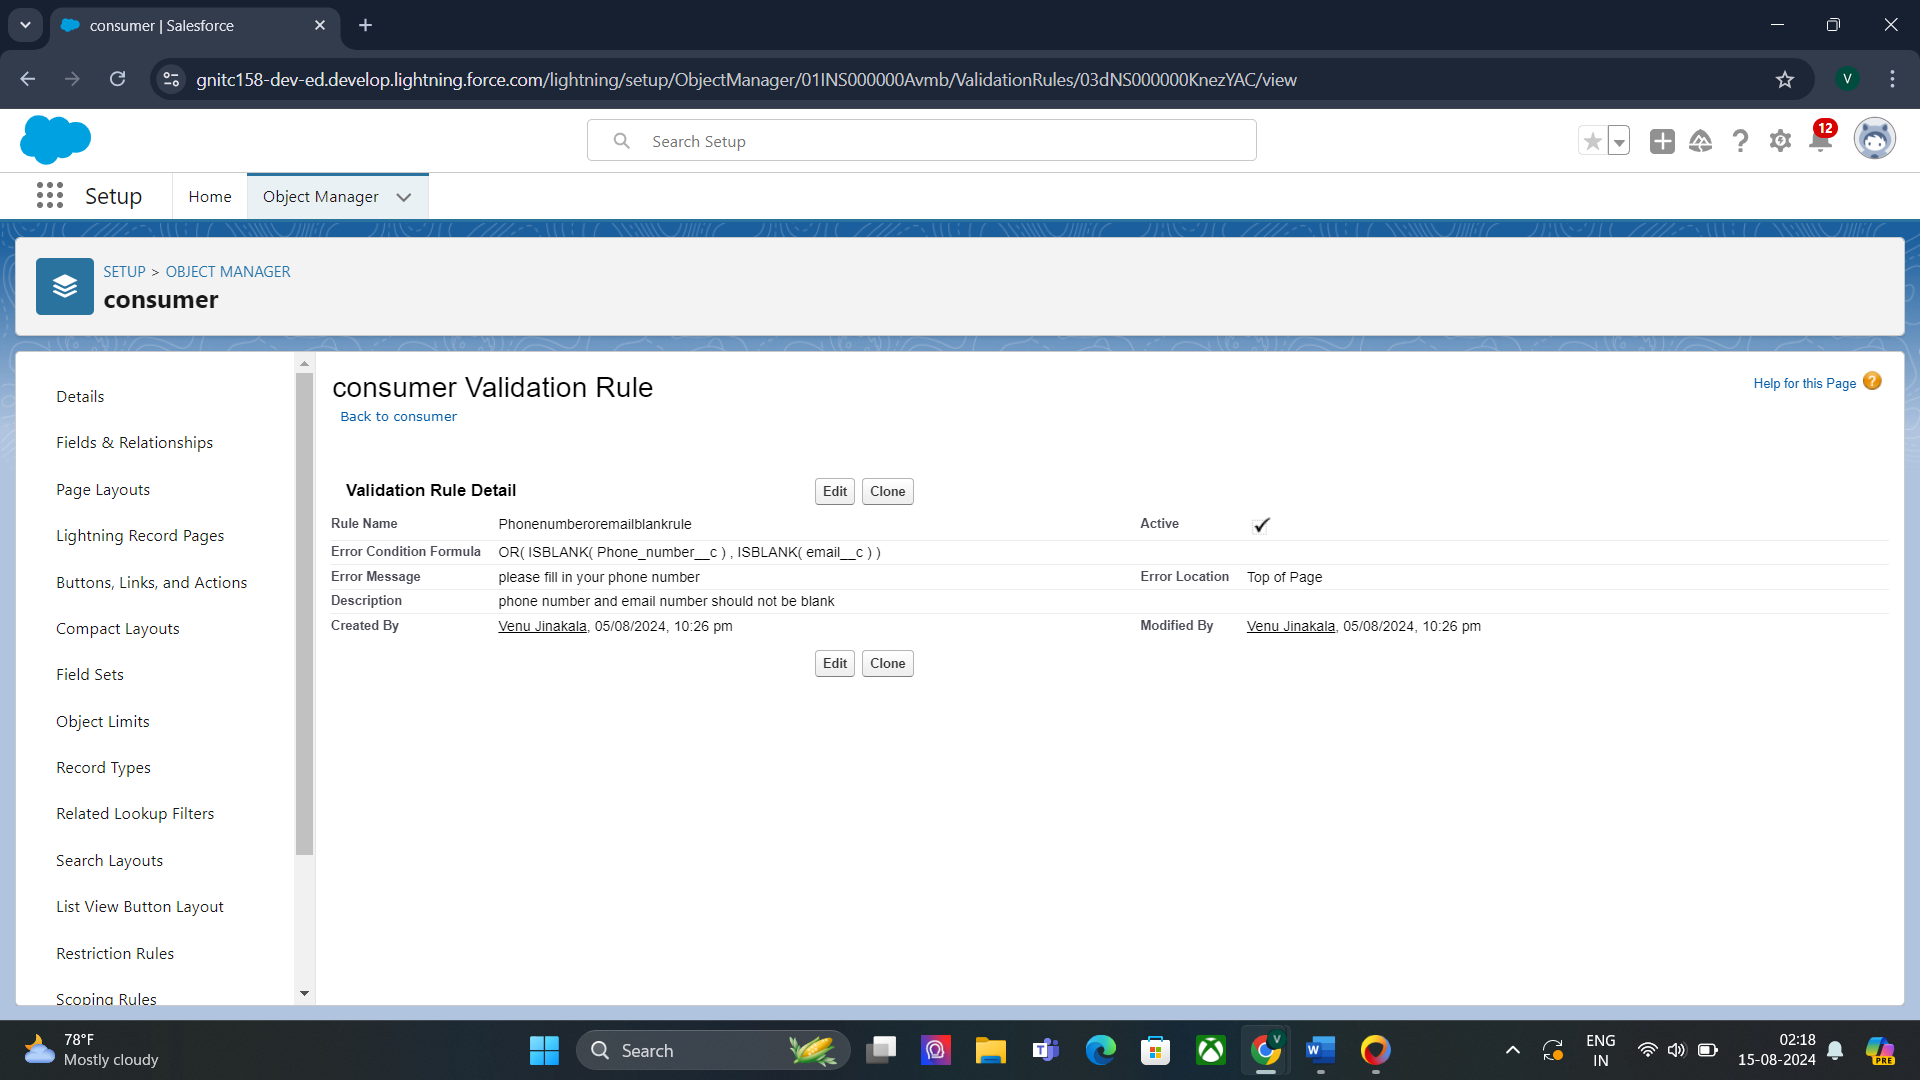 consumer | Salesforce
gnitc158-dev-ed.develop.lightning.force.com/lightning/setup/ObjectManager/01INS000000Avmb/ValidationRules/03dNS000000KnezYAC/view
V
Search Setup
12
Setup
Home
Object Manager
SETUP > OBJECT MANAGER
consumer
Details
Fields & Relationships
Page Layouts
Lightning Record Pages
Buttons, Links, and Actions
Compact Layouts
Field Sets
Object Limits
Record Types
Related Lookup Filters
Search Layouts
List View Button Layout
Restriction Rules
Scoping Rules
consumer Validation Rule
Back to consumer
Help for this Page ?
Validation Rule Detail Edit Clone
Rule Name Phonenumberoremailblankrule Active
Error Condition Formula OR( ISBLANK( Phone_number__c ) , ISBLANK( email__c ) )
Error Message please fill in your phone number Error Location Top of Page
Description phone number and email number should not be blank
Created By Venu Jinakala, 05/08/2024, 10:26 pm Modified By Venu Jinakala, 05/08/2024, 10:26 pm
Edit Clone
78°F
Mostly cloudy
Search
ENG
IN
02:18
15-08-2024
PRE